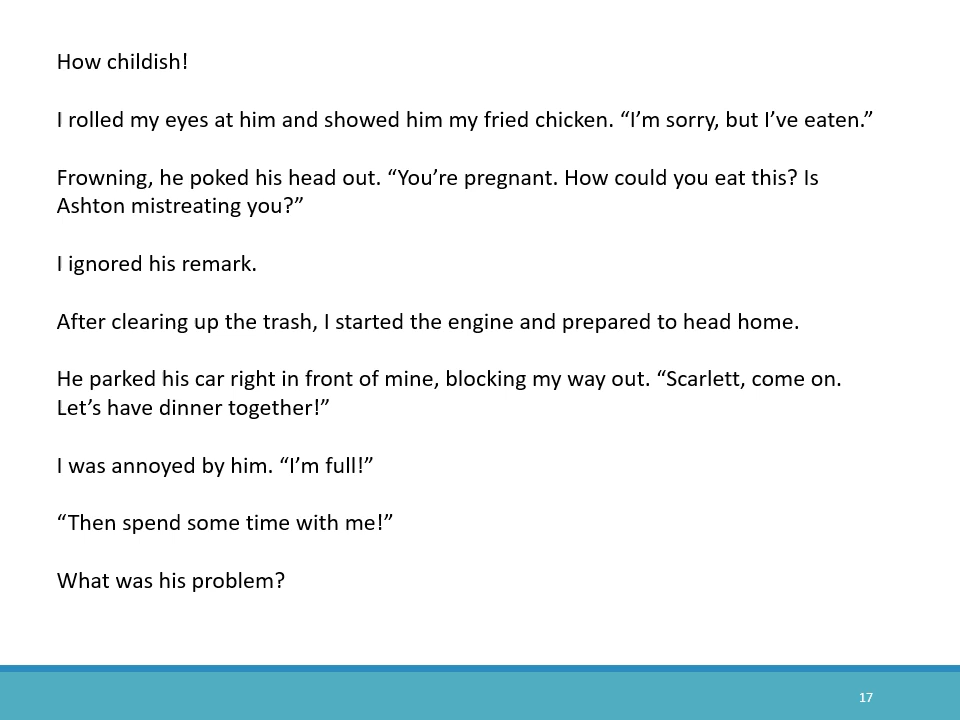 How childish!
I rolled my eyes at him and showed him my fried chicken. “I’m sorry, but I’ve eaten.”
Frowning, he poked his head out. “You’re pregnant. How could you eat this? Is
Ashton mistreating you?”
I ignored his remark.
After clearing up the trash, I started the engine and prepared to head home.
He parked his car right in front of mine, blocking my way out. “Scarlett, come on.
Let’s have dinner together!”
I was annoyed by him. “I’m full!”
“Then spend some time with me!”
What was his problem?
17